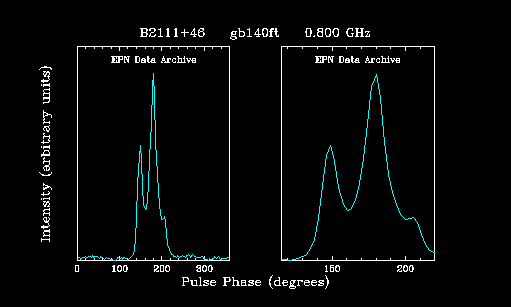 B2111+46 gb140ft 0.800 GHz
EPN Data Archive EPN Data Archive
Intensity (arbitrary units)
0 100 200 300 150 200
Pulse Phase (degrees)